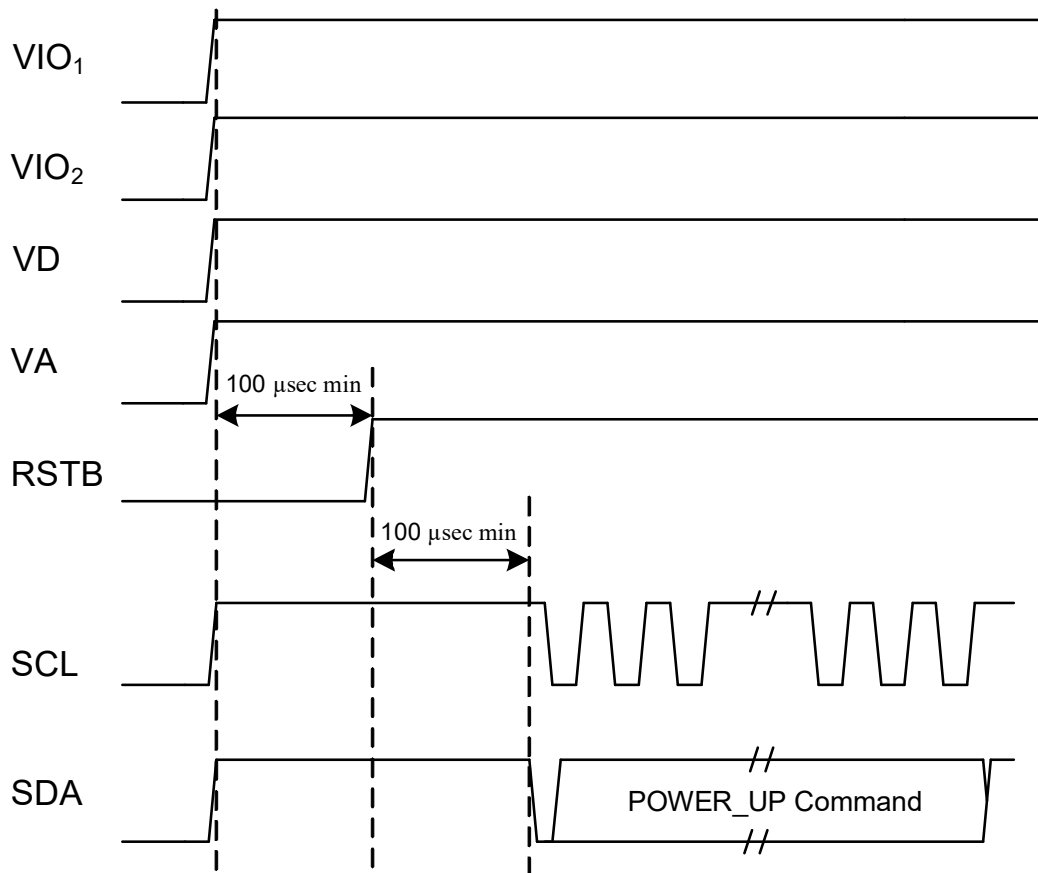 VIO₁
VIO₂
VD
VA
100 µsec min
RSTB
100 µsec min
SCL
SDA
POWER_UP Command